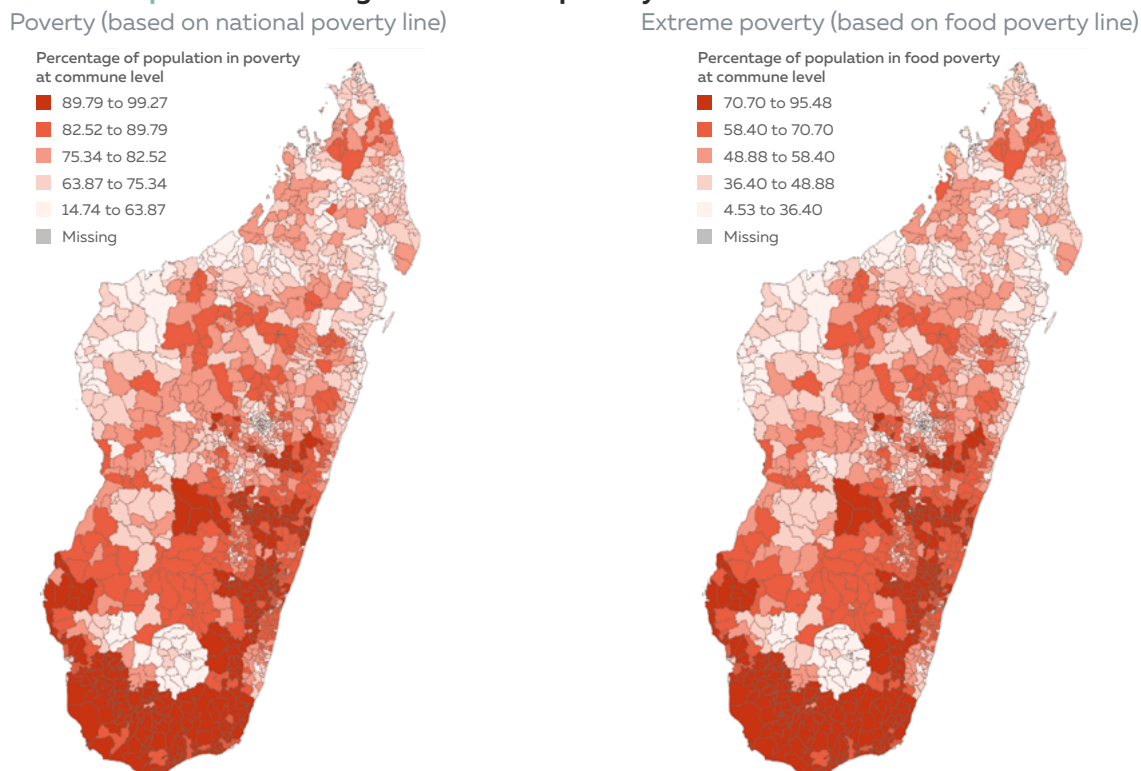 Poverty (based on national poverty line)
Percentage of population in poverty
at commune level
89.79 to 99.27
82.52 to 89.79
75.34 to 82.52
63.87 to 75.34
14.74 to 63.87
Missing
Extreme poverty (based on food poverty line)
Percentage of population in food poverty
at commune level
70.70 to 95.48
58.40 to 70.70
48.88 to 58.40
36.40 to 48.88
4.53 to 36.40
Missing